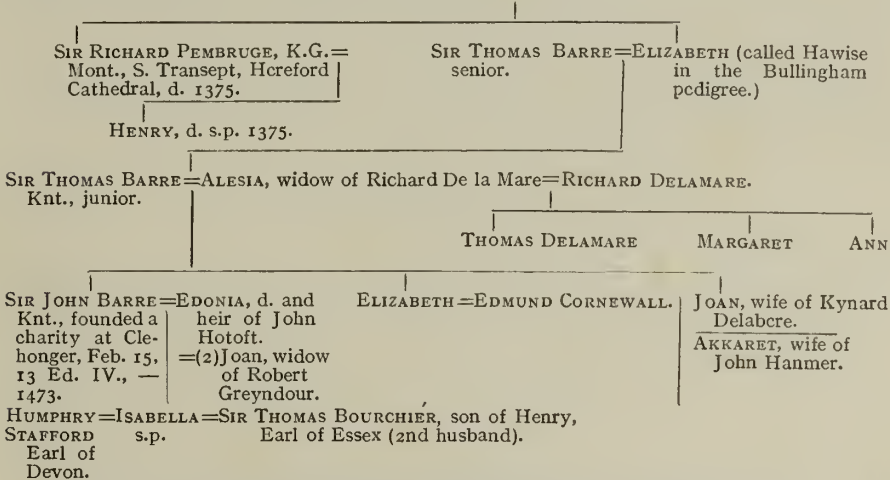 SIR RICHARD PEMBRUGE, K.G.=
Mont., S. Transept, Hereford
Cathedral, d. 1375.
SIR THOMAS BARRE=ELIZABETH (called Hawise
senior.
in the Bullingham
pedigree.)
HENRY, d. s.p. 1375.
SIR THOMAS BARRE=ALESIA, widow of Richard De la Mare=RICHARD DELAMARE.
Knt., junior.
THOMAS DELAMARE MARGARET ANN
SIR JOHN BARRE=EDONIA, d. and
Knt., founded a
charity at Cle-
honger, Feb. 15,
13 Ed. IV., —
1473.
heir of John
Hotoft.
=(2)Joan, widow
of Robert
Greyndour.
ELIZABETH=EDMUND CORNEWALL.
JOAN, wife of Kynard
Delabere.
AKKARET, wife of
John Hanmer.
HUMPHRY=ISABELLA=SIR THOMAS BOURCHIER, son of Henry,
STAFFORD s.p. Earl of Essex (2nd husband).
Earl of
Devon.